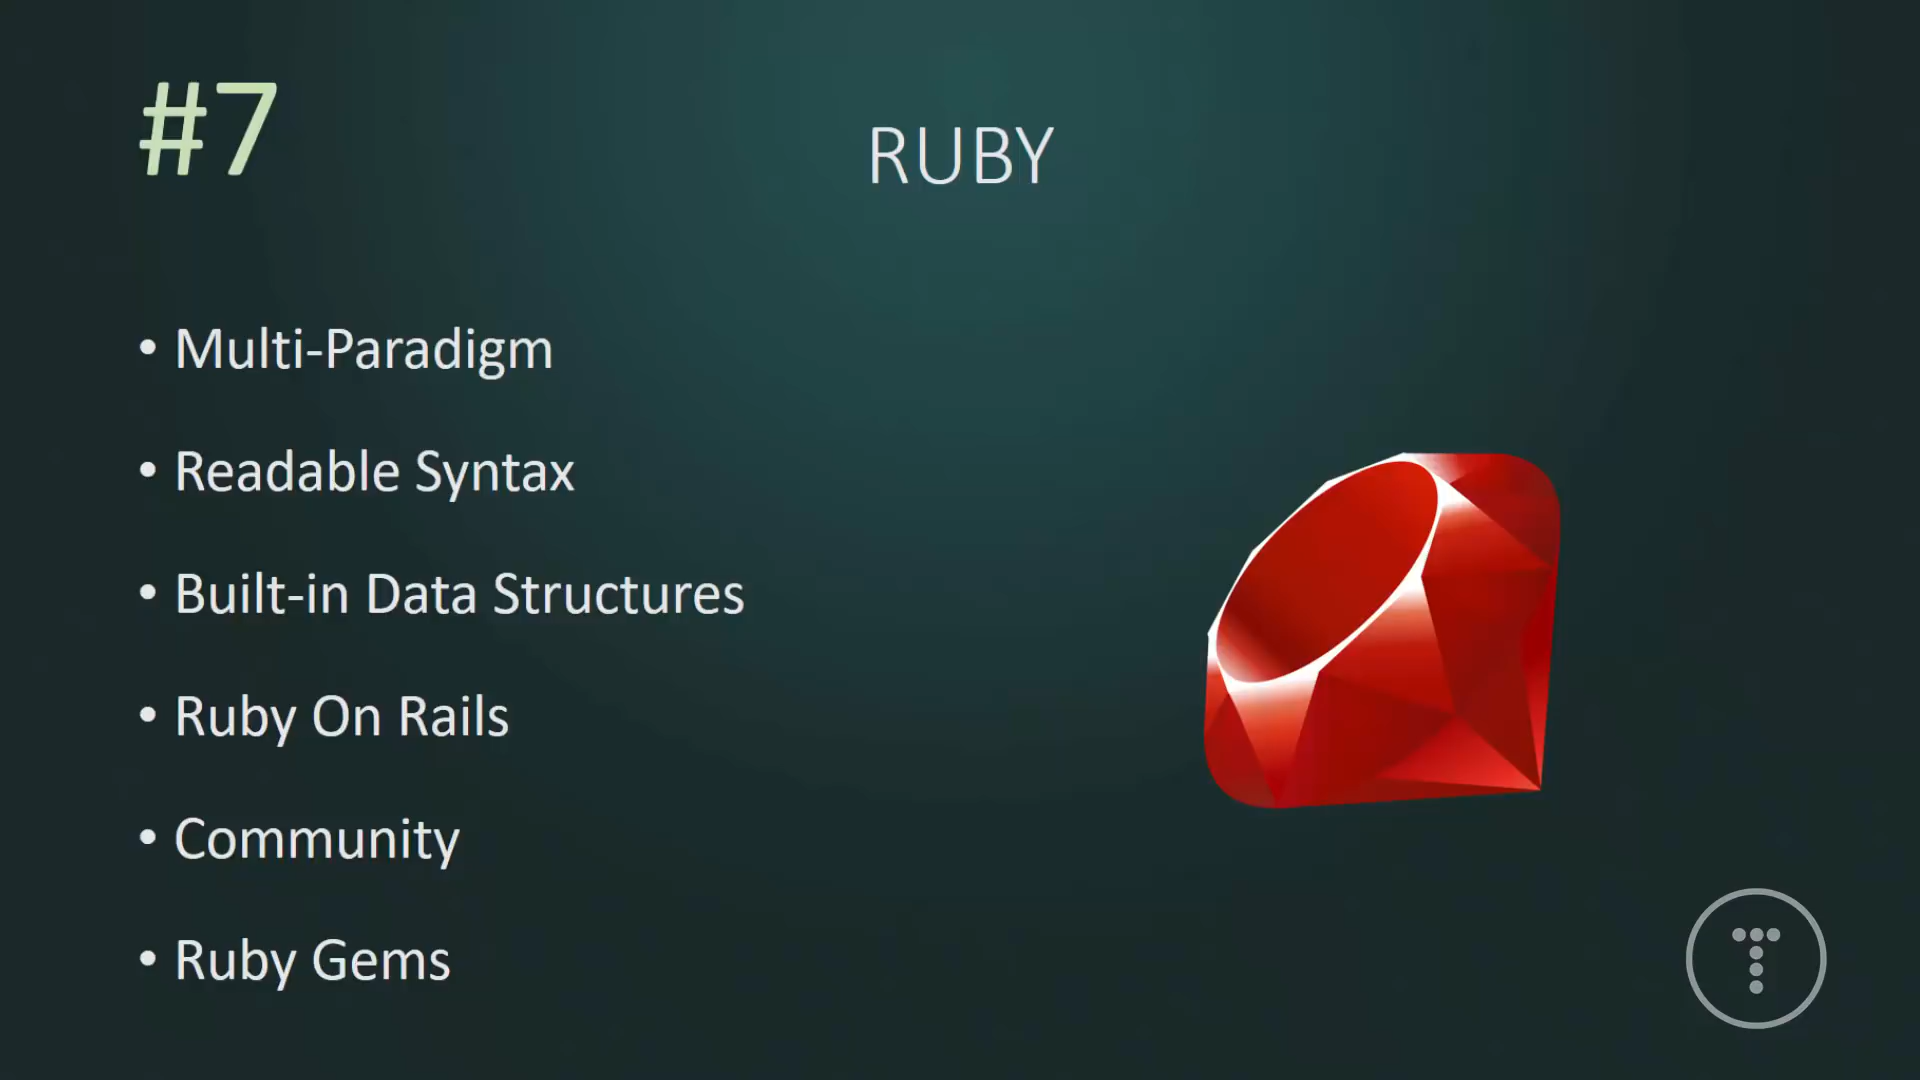 #7
RUBY
• Multi-Paradigm
• Readable Syntax
• Built-in Data Structures
• Ruby On Rails
• Community
• Ruby Gems
T